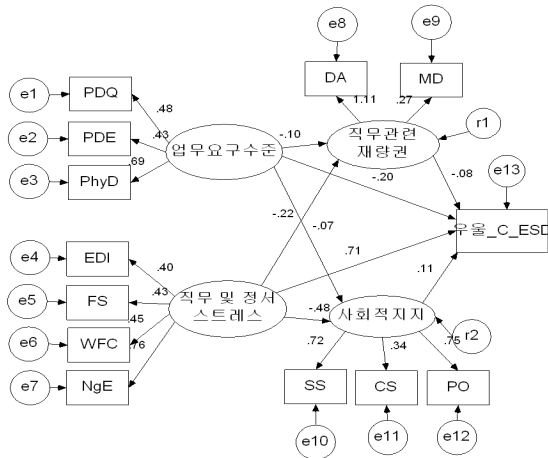 e8
e9
DA
MD
1.11
.27
e1
PDQ
.48
e2
PDE
.43
e3
PhyD
.69
업무요구수준
-.10
직무관련
재량권
r1
-.20
-.08
e13
-.22
-.07
우울_C_ESD
e4
EDI
.40
.71
e5
FS
.43
.11
직무 및 정서
스트레스
-.48
사회적지지
e6
WFC
.45
.76
.72
.34
.75
r2
e7
NgE
SS
CS
PO
e10
e11
e12